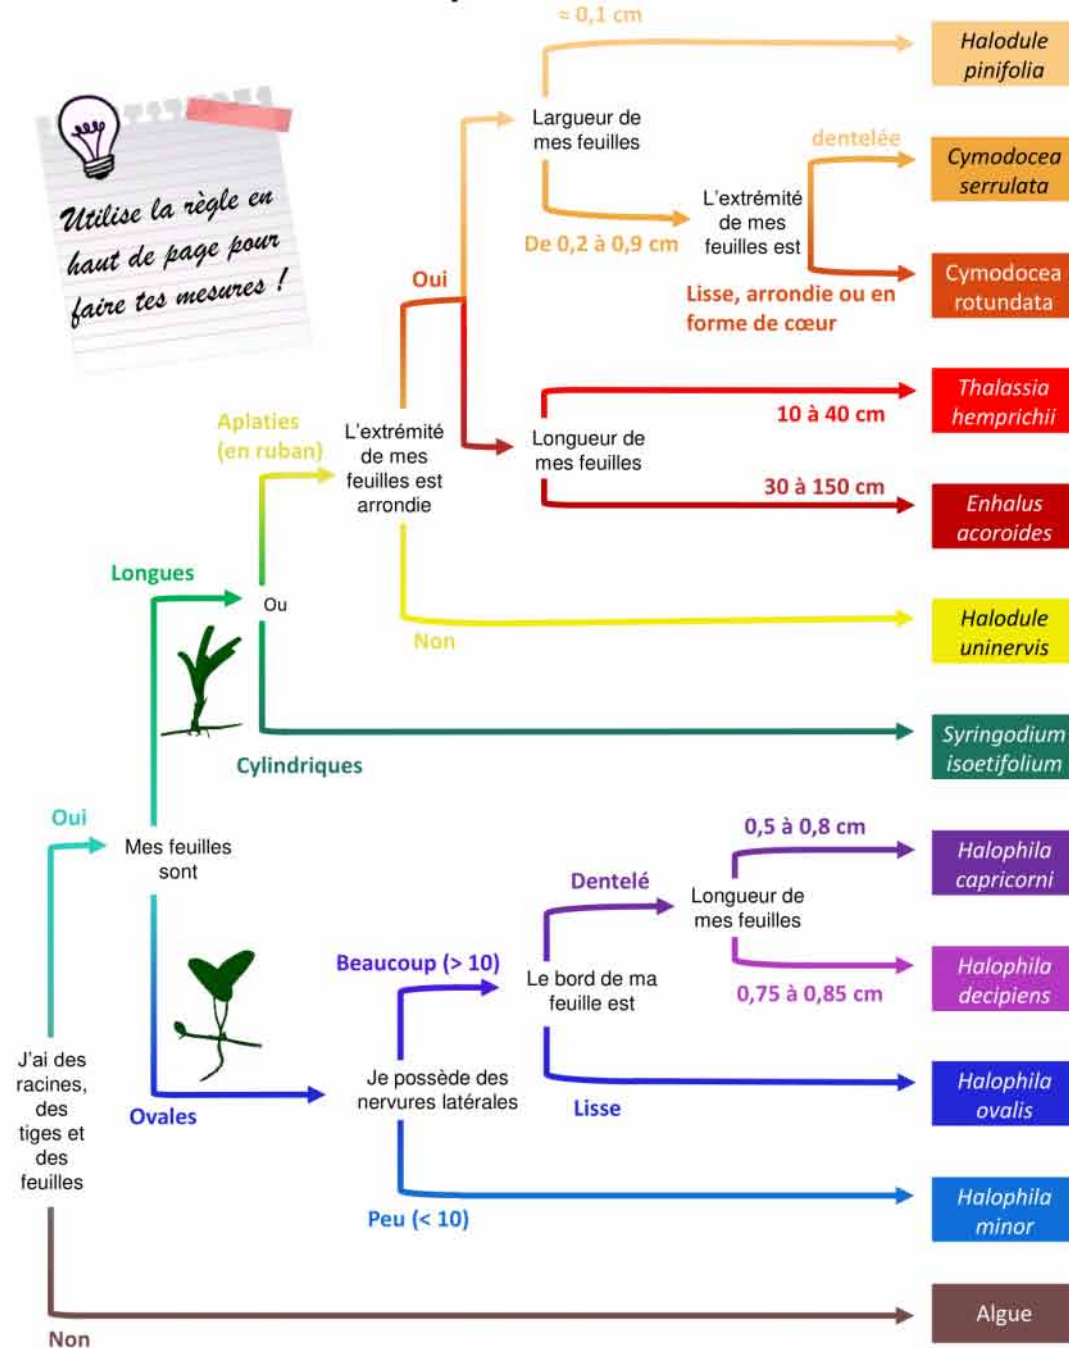 ≈ 0,1 cm
Halodule
pinifolia
Largueur de
mes feuilles
dentelée
Cymodocea
serrulata
L'extrémité
de mes
feuilles est
De 0,2 à 0,9 cm
Cymodocea
rotundata
Lisse, arrondie ou en
forme de cœur
Utilise la règle en
haut de page pour
faire tes mesures !
Oui
Thalassia
hemprichii
10 à 40 cm
Longueur de
mes feuilles
30 à 150 cm
Enhalus
acoroides
Aplaties
(en ruban)
L'extrémité
de mes
feuilles est
arrondie
Longues
Ou
Non
Halodule
uninervis
Syringodium
isoetifolium
Cylindriques
Oui
Mes feuilles
sont
0,5 à 0,8 cm
Halophila
capricorni
Dentelé
Longueur de
mes feuilles
Beaucoup (> 10)
Le bord de ma
feuille est
0,75 à 0,85 cm
Halophila
decipiens
J'ai des
racines,
des
tiges et
des
feuilles
Ovales
Je possède des
nervures latérales
Lisse
Halophila
ovalis
Peu (< 10)
Halophila
minor
Algue
Non